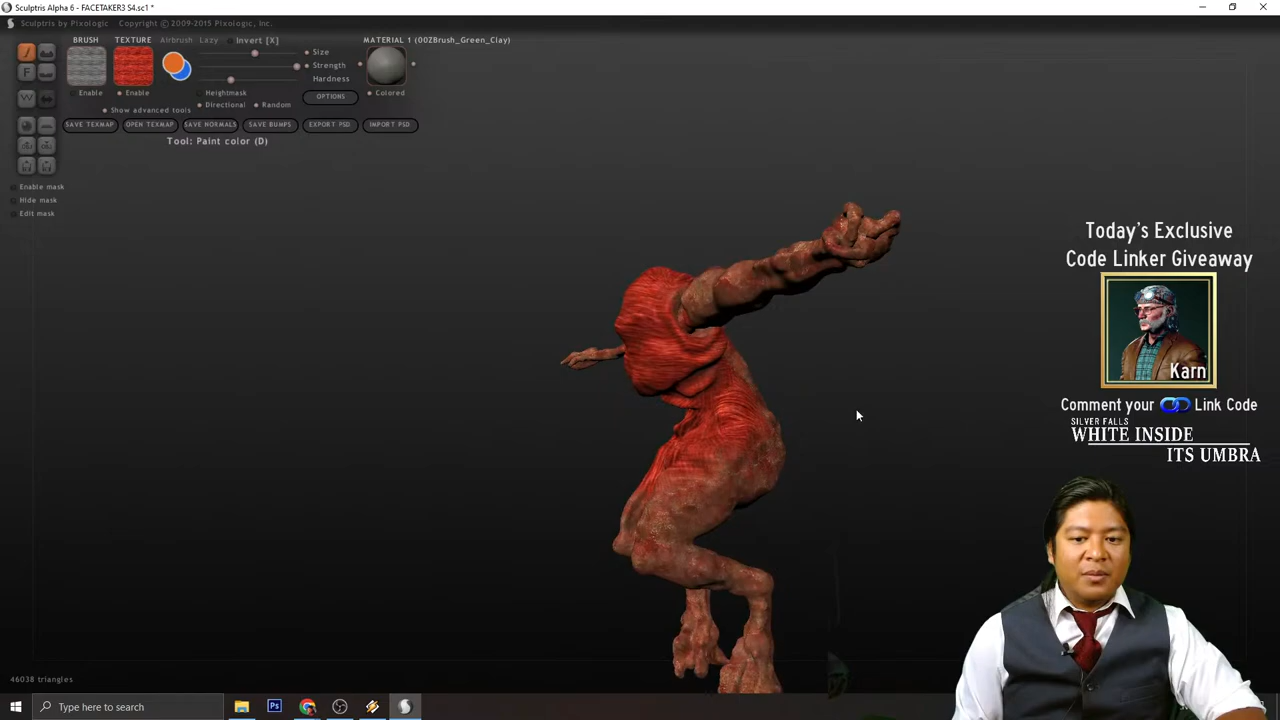 Sculptris Alpha 6 - FACETAKER3 S4.sc1 *
Sculptris by Pixologic Copyright © 2009-2015 Pixologic, Inc.
BRUSH TEXTURE Airbrush Lazy Invert [X] MATERIAL 1 (00ZBrush_Green_Clay)
Size
Strength
Hardness
Enable Enable Heightmask OPTIONS Colored
Directional Random
Show advanced tools
SAVE TEXMAP OPEN TEXMAP SAVE NORMALS SAVE BUMPS EXPORT PSD IMPORT PSD
Tool: Paint color (D)
Enable mask
Hide mask
Edit mask
Today's Exclusive
Code Linker Giveaway
Karn
Comment your Link Code
SILVER FALLS
WHITE INSIDE
ITS UMBRA
46038 triangles
Type here to search